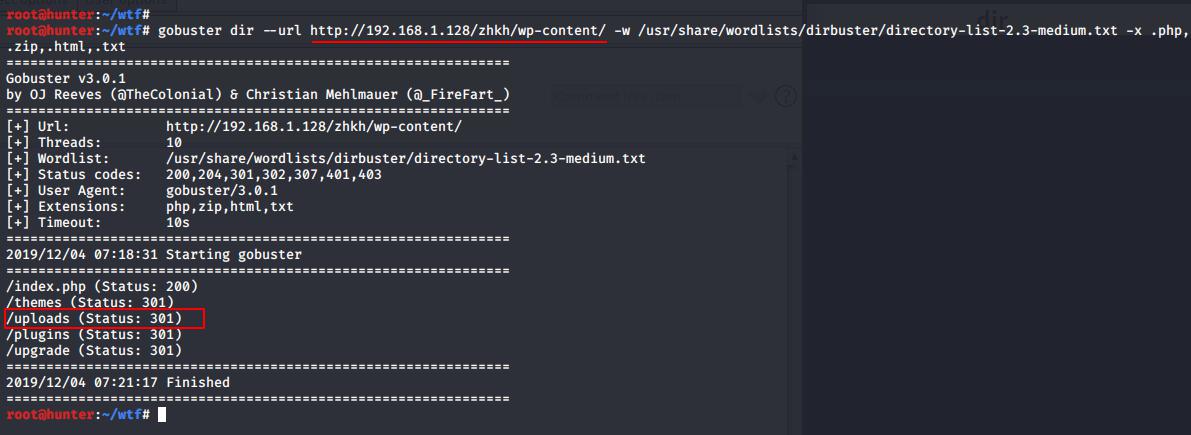 root@hunter:~/wtf#
root@hunter:~/wtf# gobuster dir --url http://192.168.1.128/zhkh/wp-content/ -w /usr/share/wordlists/dirbuster/directory-list-2.3-medium.txt -x .php,
.zip,.html,.txt
===============================================================
Gobuster v3.0.1
by OJ Reeves (@TheColonial) & Christian Mehlmauer (@_FireFart_)
===============================================================
[+] Url:            http://192.168.1.128/zhkh/wp-content/
[+] Threads:        10
[+] Wordlist:       /usr/share/wordlists/dirbuster/directory-list-2.3-medium.txt
[+] Status codes:   200,204,301,302,307,401,403
[+] User Agent:     gobuster/3.0.1
[+] Extensions:     php,zip,html,txt
[+] Timeout:        10s
===============================================================
2019/12/04 07:18:31 Starting gobuster
===============================================================
/index.php (Status: 200)
/themes (Status: 301)
/uploads (Status: 301)
/plugins (Status: 301)
/upgrade (Status: 301)
===============================================================
2019/12/04 07:21:17 Finished
===============================================================
root@hunter:~/wtf#
dir